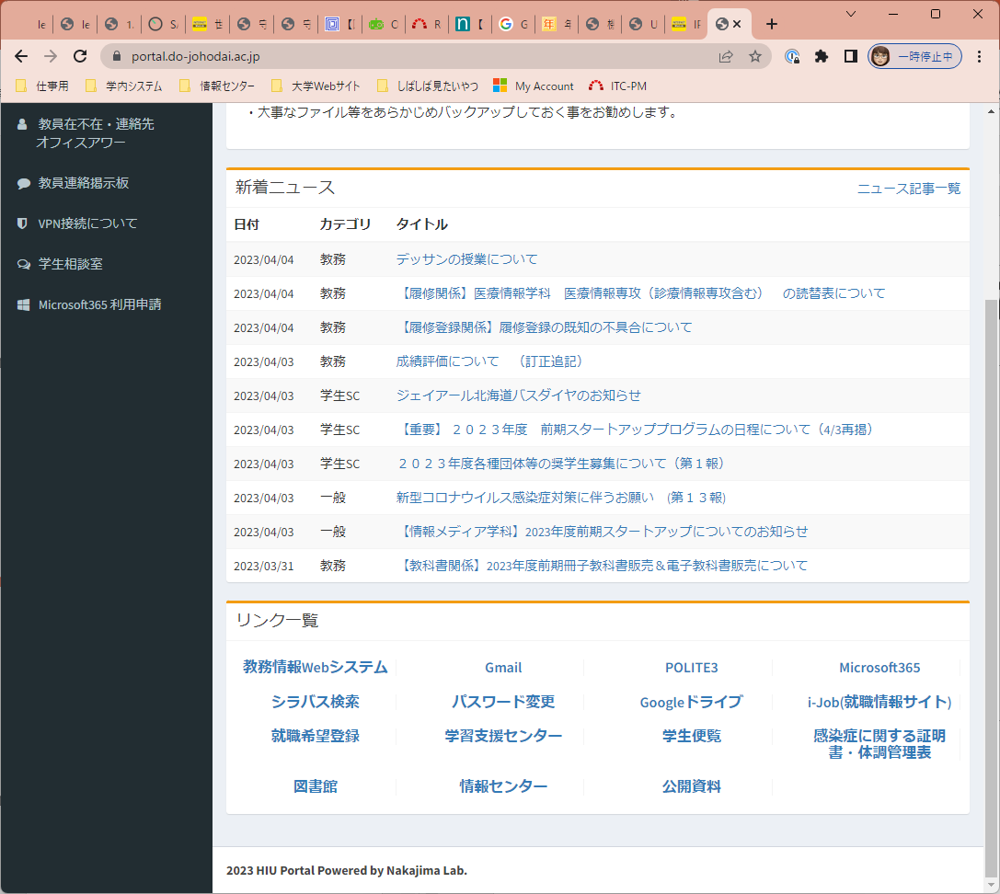 portal.do-johodai.ac.jp
一時停止中
仕事用 学内システム 情報センター 大学Webサイト しばしば見たいやつ My Account ITC-PM
教員在不在・連絡先
オフィスアワー
教員連絡掲示板
VPN接続について
学生相談室
Microsoft365 利用申請
・大事なファイル等をあらかじめバックアップしておく事をお勧めします。
新着ニュース ニュース記事一覧
日付 カテゴリ タイトル
2023/04/04 教務 デッサンの授業について
2023/04/04 教務 【履修関係】医療情報学科　医療情報専攻（診療情報専攻含む）　の読替表について
2023/04/04 教務 【履修登録関係】履修登録の既知の不具合について
2023/04/03 教務 成績評価について　（訂正追記）
2023/04/03 学生SC ジェイアール北海道バスダイヤのお知らせ
2023/04/03 学生SC 【重要】２０２３年度　前期スタートアッププログラムの日程について（4/3再掲）
2023/04/03 学生SC ２０２３年度各種団体等の奨学生募集について（第１報）
2023/04/03 一般 新型コロナウイルス感染症対策に伴うお願い　(第１３報)
2023/04/03 一般 【情報メディア学科】2023年度前期スタートアップについてのお知らせ
2023/03/31 教務 【教科書関係】2023年度前期冊子教科書販売＆電子教科書販売について
リンク一覧
教務情報Webシステム Gmail POLITE3 Microsoft365
シラバス検索 パスワード変更 Googleドライブ i-Job(就職情報サイト)
就職希望登録 学習支援センター 学生便覧 感染症に関する証明
書・体調管理表
図書館 情報センター 公開資料
2023 HIU Portal Powered by Nakajima Lab.